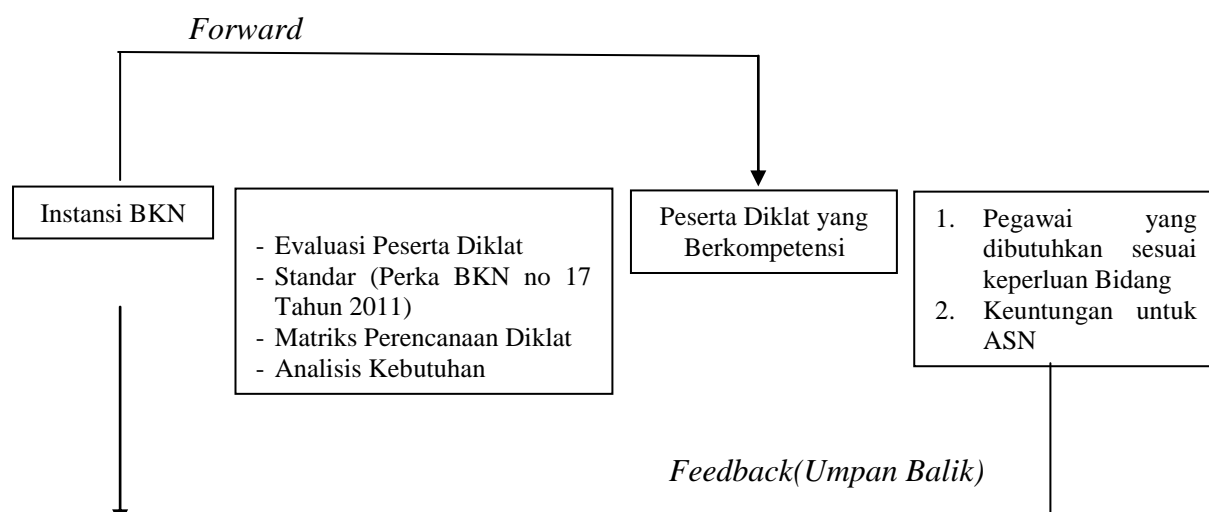 Forward
Instansi BKN
- Evaluasi Peserta Diklat
- Standar (Perka BKN no 17
Tahun 2011)
- Matriks Perencanaan Diklat
- Analisis Kebutuhan
Peserta Diklat yang
Berkompetensi
1. Pegawai yang
dibutuhkan sesuai
keperluan Bidang
2. Keuntungan untuk
ASN
Feedback(Umpan Balik)